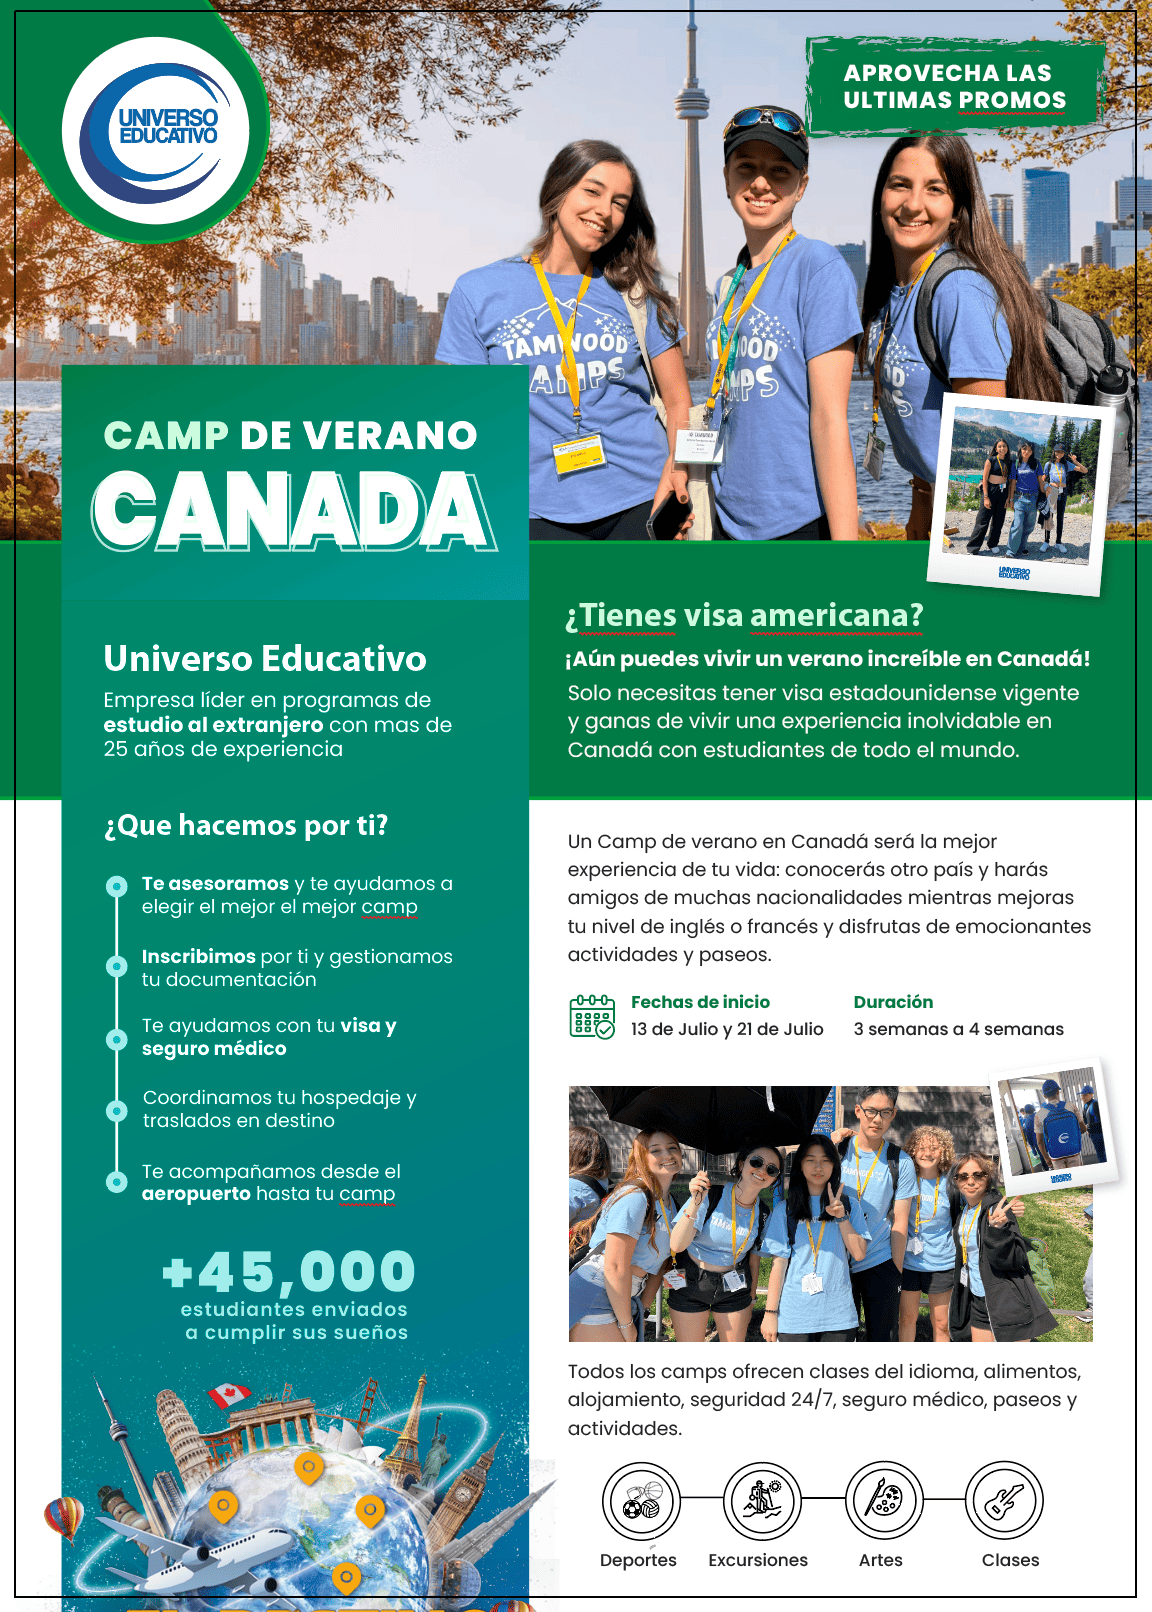 UNIVERSO
EDUCATIVO
APROVECHA LAS
ULTIMAS PROMOS
TAMWOOD
CAMPS
CAMP DE VERANO
CANADA
UNIVERSO
EDUCATIVO
Universo Educativo
Empresa líder en programas de
estudio al extranjero con mas de
25 años de experiencia
¿Que hacemos por ti?
Te asesoramos y te ayudamos a
elegir el mejor el mejor camp
Inscribimos por ti y gestionamos
tu documentación
Te ayudamos con tu visa y
seguro médico
Coordinamos tu hospedaje y
traslados en destino
Te acompañamos desde el
aeropuerto hasta tu camp
+45,000
estudiantes enviados
a cumplir sus sueños
¿Tienes visa americana?
¡Aún puedes vivir un verano increíble en Canadá!
Solo necesitas tener visa estadounidense vigente
y ganas de vivir una experiencia inolvidable en
Canadá con estudiantes de todo el mundo.
Un Camp de verano en Canadá será la mejor
experiencia de tu vida: conocerás otro país y harás
amigos de muchas nacionalidades mientras mejoras
tu nivel de inglés o francés y disfrutas de emocionantes
actividades y paseos.
Fechas de inicio
13 de Julio y 21 de Julio
Duración
3 semanas a 4 semanas
UNIVERSO
EDUCATIVO
Todos los camps ofrecen clases del idioma, alimentos,
alojamiento, seguridad 24/7, seguro médico, paseos y
actividades.
Deportes
Excursiones
Artes
Clases